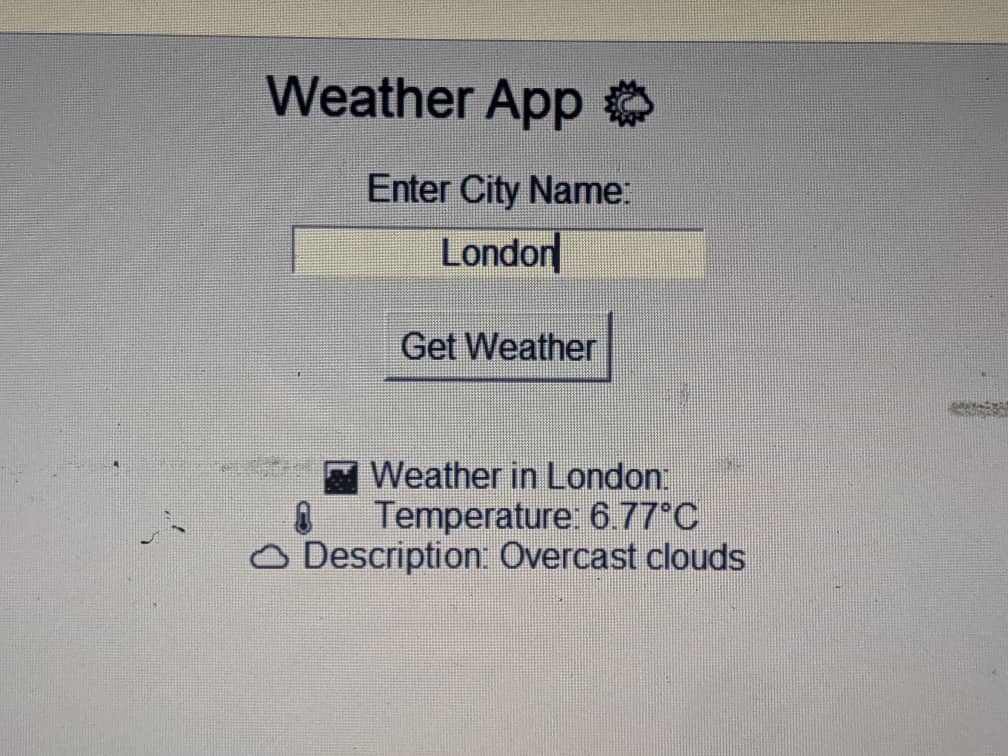 Weather App
Enter City Name:
London
Get Weather
Weather in London:
Temperature: 6.77°C
Description: Overcast clouds